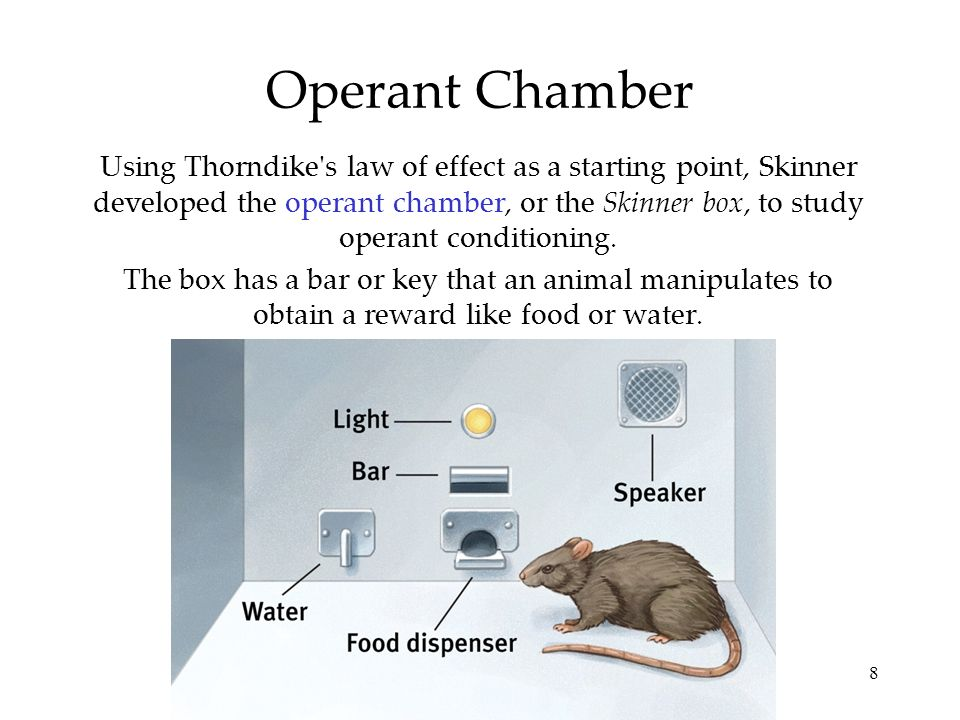 Operant Chamber
Using Thorndike's law of effect as a starting point, Skinner
developed the operant chamber, or the Skinner box, to study
operant conditioning.
The box has a bar or key that an animal manipulates to
obtain a reward like food or water.
Light
Bar
Speaker
Water
Food dispenser
8